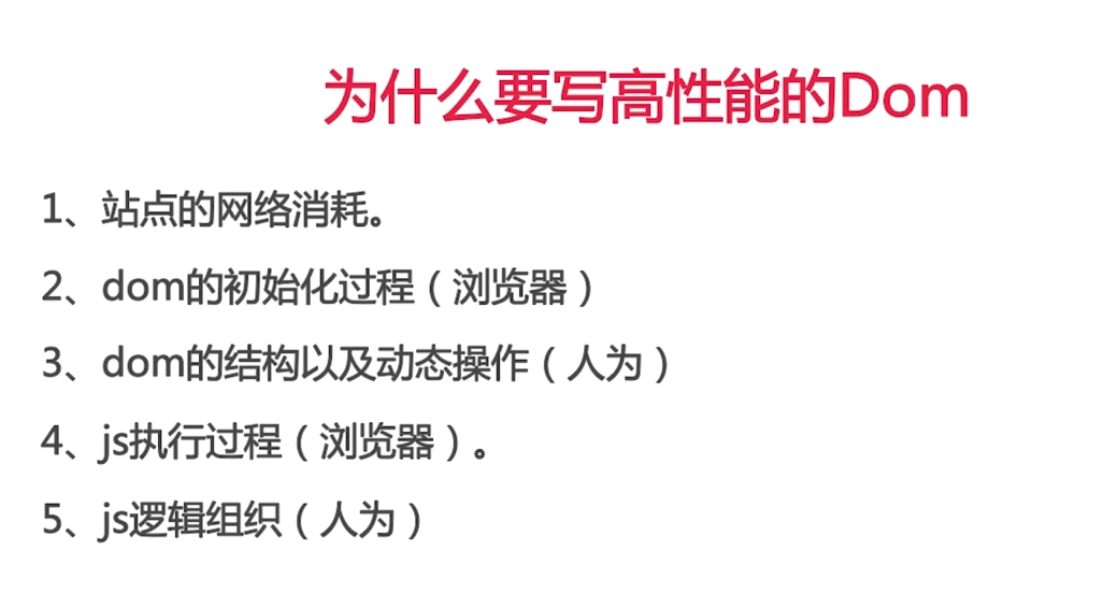 为什么要写高性能的Dom
1、站点的网络消耗。
2、dom的初始化过程（浏览器）
3、dom的结构以及动态操作（人为）
4、js执行过程（浏览器）。
5、js逻辑组织（人为）